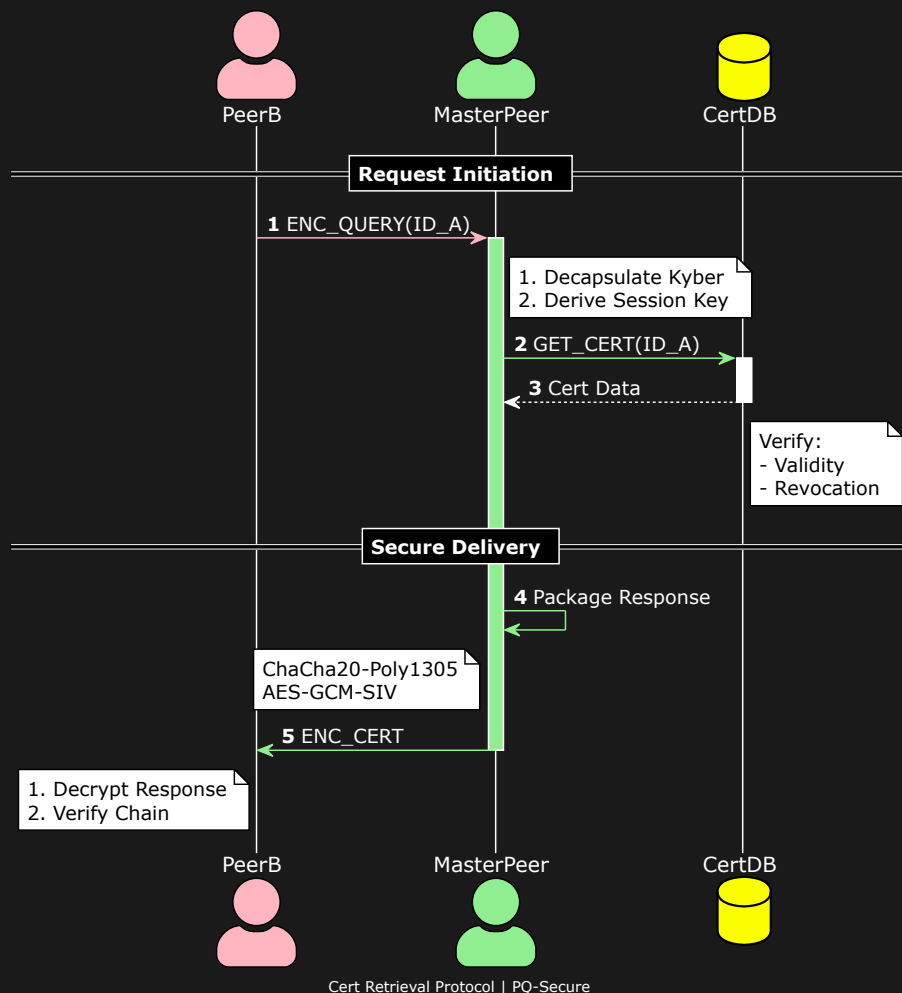 PeerB
MasterPeer
CertDB
Request Initiation
1 ENC_QUERY(ID_A)
1. Decapsulate Kyber
2. Derive Session Key
2 GET_CERT(ID_A)
3 Cert Data
Verify:
- Validity
- Revocation
Secure Delivery
4 Package Response
ChaCha20-Poly1305
AES-GCM-SIV
5 ENC_CERT
1. Decrypt Response
2. Verify Chain
PeerB
MasterPeer
CertDB
Cert Retrieval Protocol | PQ-Secure